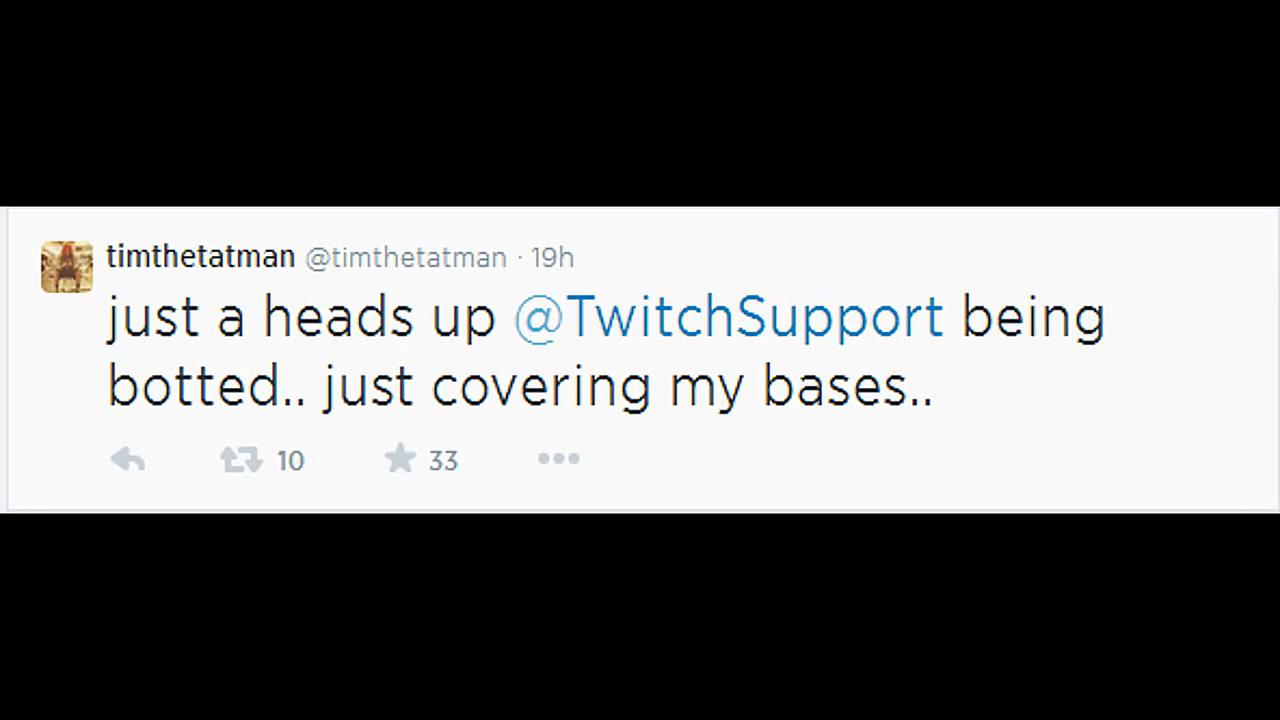 timthetatman @timthetatman · 19h
just a heads up @TwitchSupport being
botted.. just covering my bases..
10 33